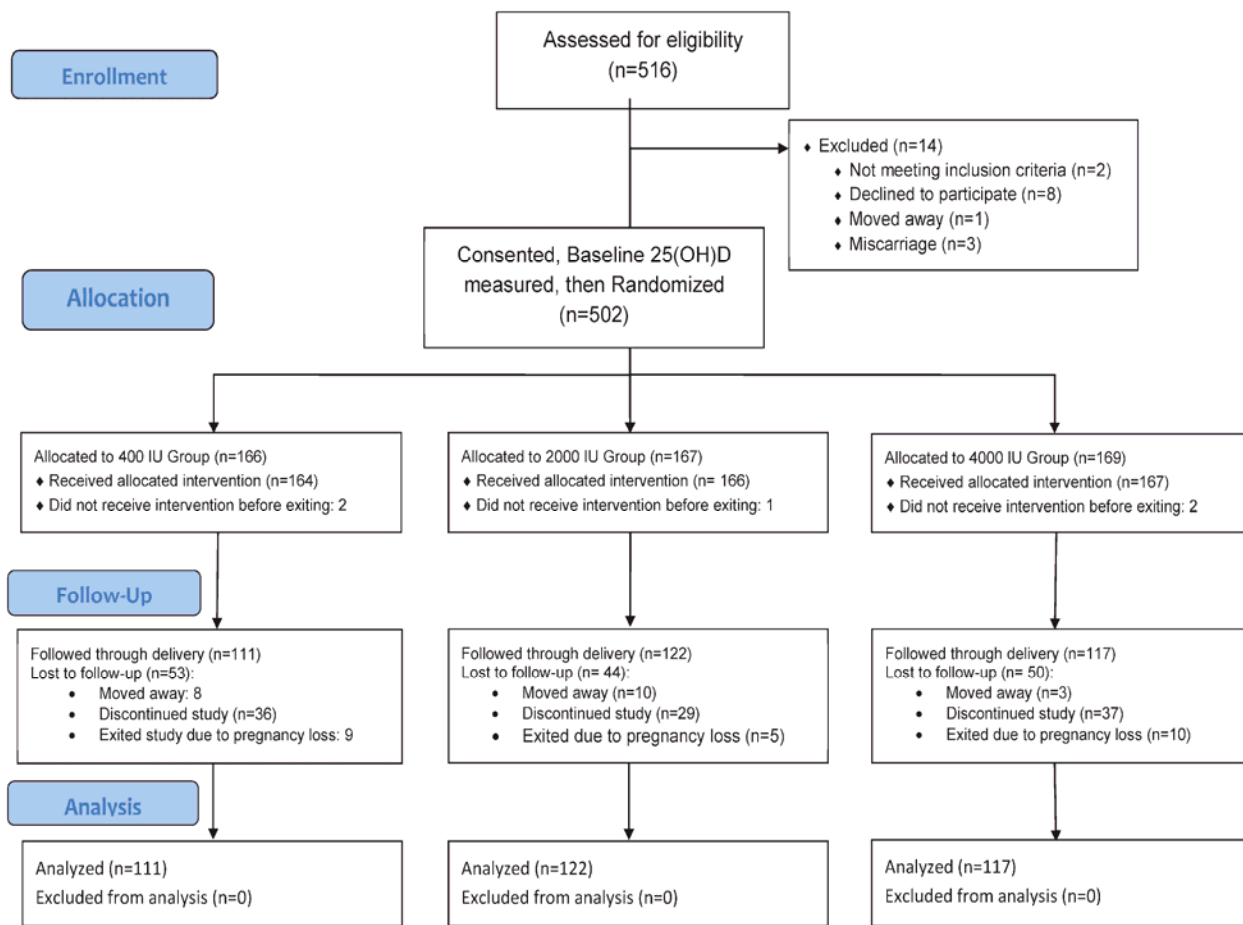 Enrollment
Assessed for eligibility
(n=516)
♦ Excluded (n=14)
♦ Not meeting inclusion criteria (n=2)
♦ Declined to participate (n=8)
♦ Moved away (n=1)
♦ Miscarriage (n=3)
Allocation
Consented, Baseline 25(OH)D
measured, then Randomized
(n=502)
Allocated to 400 IU Group (n=166)
♦ Received allocated intervention (n=164)
♦ Did not receive intervention before exiting: 2
Allocated to 2000 IU Group (n=167)
♦ Received allocated intervention (n= 166)
♦ Did not receive intervention before exiting: 1
Allocated to 4000 IU Group (n=169)
♦ Received allocated intervention (n=167)
♦ Did not receive intervention before exiting: 2
Follow-Up
Followed through delivery (n=111)
Lost to follow-up (n=53):
• Moved away: 8
• Discontinued study (n=36)
• Exited study due to pregnancy loss: 9
Followed through delivery (n=122)
Lost to follow-up (n= 44):
• Moved away (n=10)
• Discontinued study (n=29)
• Exited due to pregnancy loss (n=5)
Followed through delivery (n=117)
Lost to follow-up (n= 50):
• Moved away (n=3)
• Discontinued study (n=37)
• Exited due to pregnancy loss (n=10)
Analysis
Analyzed (n=111)
Excluded from analysis (n=0)
Analyzed (n=122)
Excluded from analysis (n=0)
Analyzed (n=117)
Excluded from analysis (n=0)